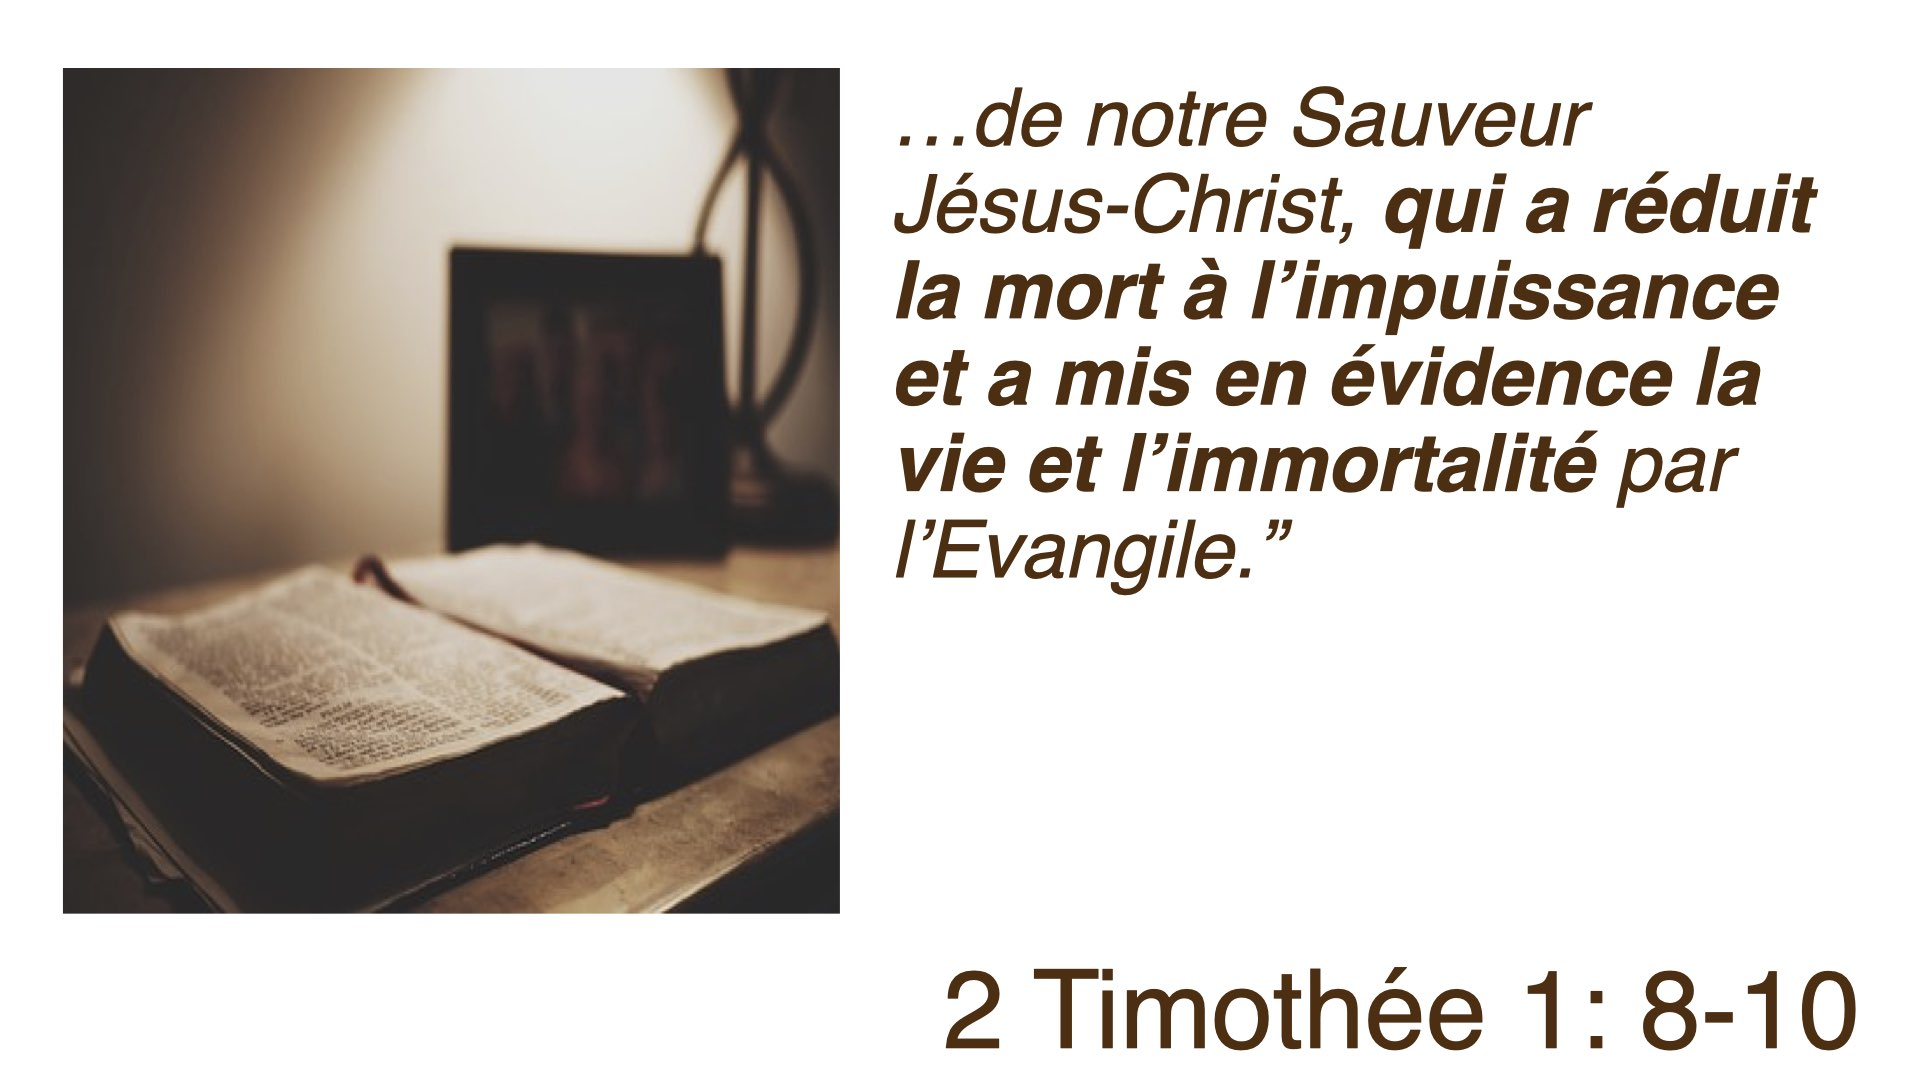 …de notre Sauveur
Jésus-Christ, qui a réduit
la mort à l’impuissance
et a mis en évidence la
vie et l’immortalité par
l’Evangile.”
2 Timothée 1: 8-10